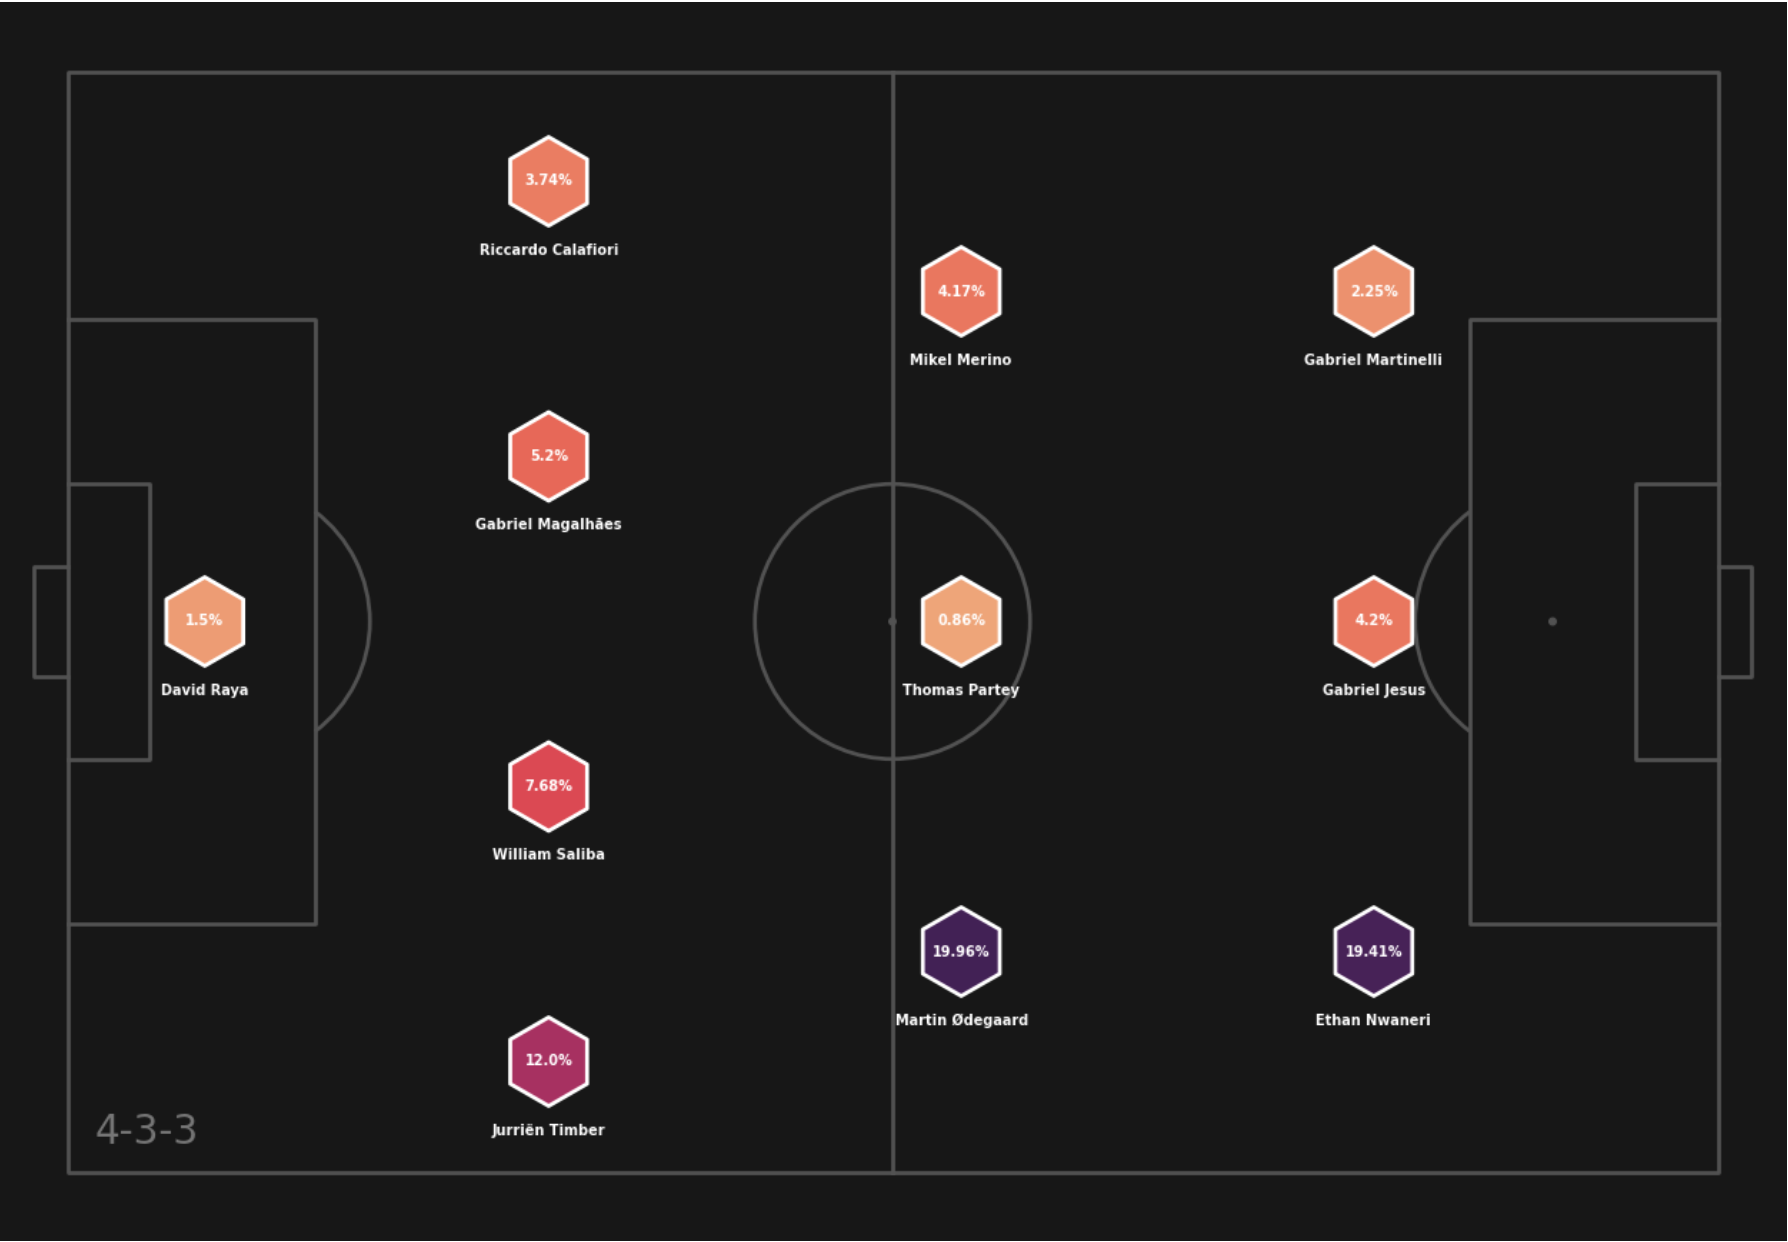 3.74%
Riccardo Calafiori
4.17%
Mikel Merino
2.25%
Gabriel Martinelli
5.2%
Gabriel Magalhães
1.5%
David Raya
0.86%
Thomas Partey
4.2%
Gabriel Jesus
7.68%
William Saliba
19.96%
Martin Ødegaard
19.41%
Ethan Nwaneri
12.0%
Jurriën Timber
4-3-3